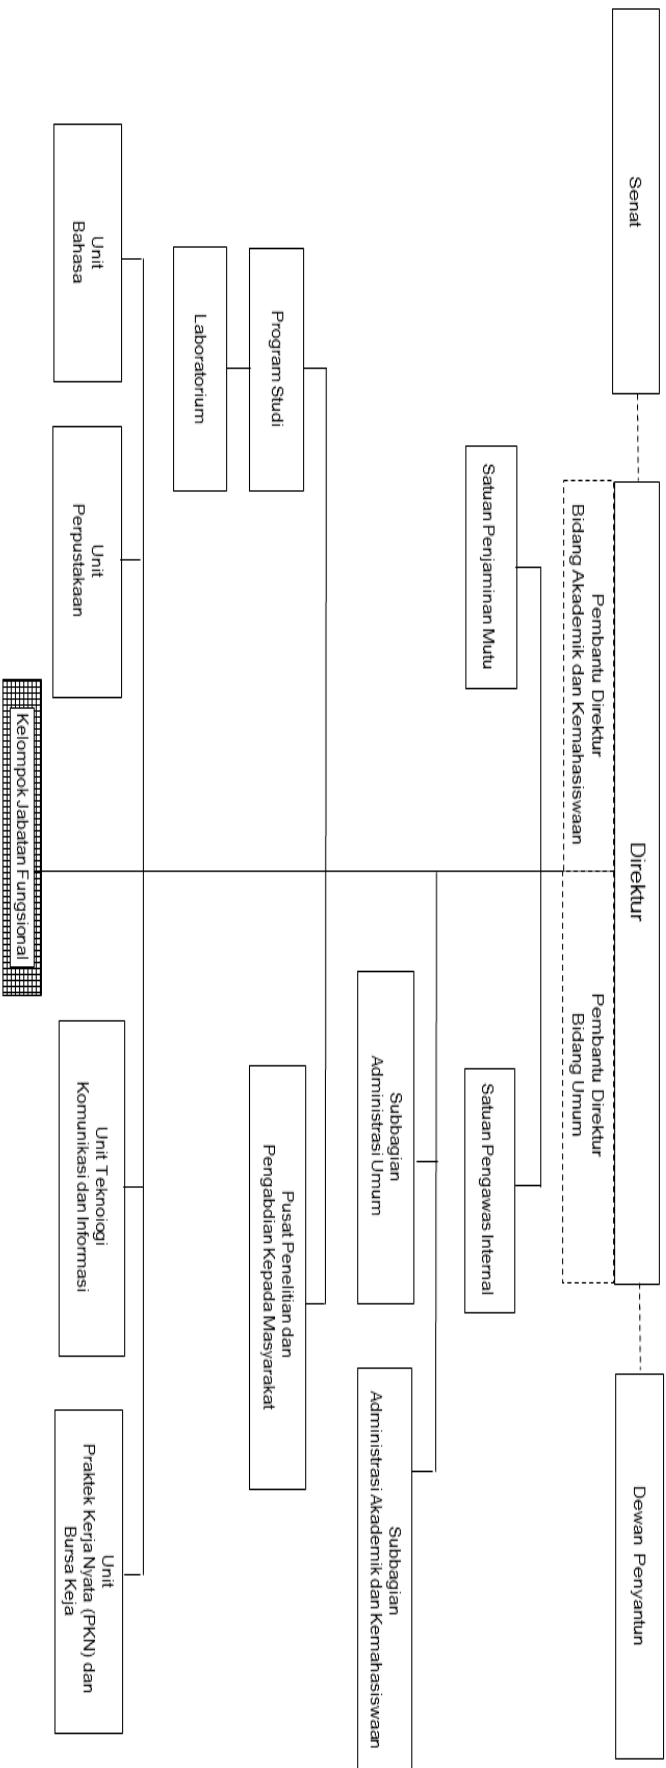 Senat
Direktur
Dewan Penyantun
Pembantu Direktur
Bidang Akademik dan Kemahasiswaan
Pembantu Direktur
Bidang Umum
Satuan Penjaminan Mutu
Satuan Pengawas Internal
Subbagian
Administrasi Umum
Subbagian
Administrasi Akademik dan Kemahasiswaan
Program Studi
Pusat Penelitian dan
Pengabdian Kepada Masyarakat
Laboratorium
Unit
Bahasa
Unit
Perpustakaan
Unit Teknologi
Komunikasi dan Informasi
Unit
Praktek Kerja Nyata (PKN) dan
Bursa Keja
Kelompok Jabatan Fungsional